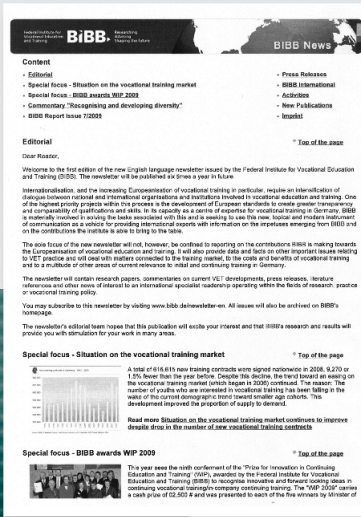 Federal Institute for
Vocational Education
and Training
BiBB.
Researching
Advising
Shaping the future
BIBB News
Content
Editorial
Special focus - Situation on the vocational training market
Special focus - BIBB awards WIP 2009
Commentary "Recognising and developing diversity"
BIBB Report Issue 7/2009
Press Releases
BIBB International
Activities
New Publications
Imprint
Editorial
Top of the page
Dear Reader,
Welcome to the first edition of the new English language newsletter issued by the Federal Institute for Vocational Education
and Training (BIBB). The newsletter will be published six times a year in future.
Internationalisation, and the increasing Europeanisation of vocational training in particular, require an intensification of
dialogue between national and international organisations and institutions involved in vocational education and training. One
of the highest priority projects within this process is the development of European standards to create greater transparency
and comparability of qualifications and skills. In its capacity as a centre of expertise for vocational training in Germany, BIBB
is materially involved in solving the tasks associated with this and is seeking to use this new, topical and modern instrument
of communication as a vehicle for providing international experts with information on the impetuses emerging from BIBB and
on the contributions the institute is able to bring to the table.
The sole focus of the new newsletter will not, however, be confined to reporting on the contributions BIBB is making towards
the Europeanisation of vocational education and training. It will also provide data and facts on other important issues relating
to VET practice and will deal with matters connected to the training market, to the costs and benefits of vocational training
and to a multitude of other areas of current relevance to initial and continuing training in Germany.
The newsletter will contain research papers, commentaries on current VET developments, press releases, literature
references and other news of interest to an international specialist readership operating within the fields of research, practice
or vocational training policy.
You may subscribe to this newsletter by visiting www.bibb.de/newsletter-en. All issues will also be archived on BIBB's
homepage.
The newsletter's editorial team hopes that this publication will excite your interest and that BIBB's research and results will
provide you with stimulation for your work in many areas.
Special focus - Situation on the vocational training market
Top of the page
A total of 616,615 new training contracts were signed nationwide in 2008, 9,270 or
1.5% fewer than the year before. Despite this decline, the trend toward an easing on
the vocational training market (which began in 2006) continued. The reason: The
number of youths who are interested in vocational training has been falling in the
wake of the current demographic trend toward smaller age cohorts. This
development improved the proportion of supply to demand.
Read more Situation on the vocational training market continues to improve
despite drop in the number of new vocational training contracts
Special focus - BIBB awards WIP 2009
Top of the page
This year sees the ninth conferment of the "Prize for Innovation in Continuing
Education and Training" (WIP), awarded by the Federal Institute for Vocational
Education and Training (BIBB) to recognise innovative and forward looking ideas in
continuing vocational training/in-company continuing training. The "WIP 2009" carries
a cash prize of
and was presented to each of the five winners by Minister of